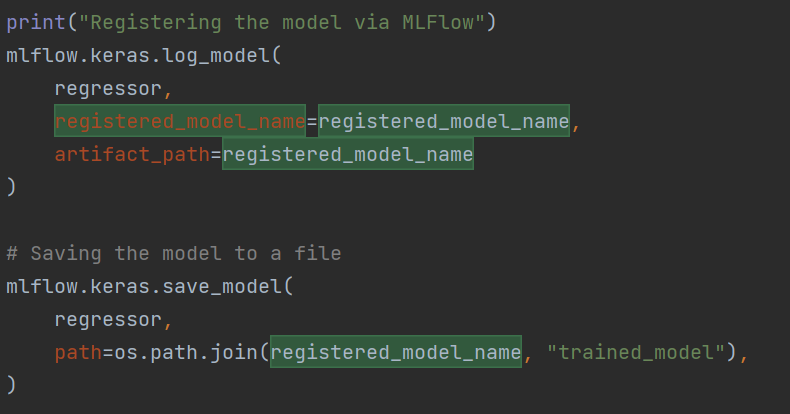 print("Registering the model via MLFlow")
mlflow.keras.log_model(
    regressor,
    registered_model_name=registered_model_name,
    artifact_path=registered_model_name
)
# Saving the model to a file
mlflow.keras.save_model(
    regressor,
    path=os.path.join(registered_model_name, "trained_model"),
)